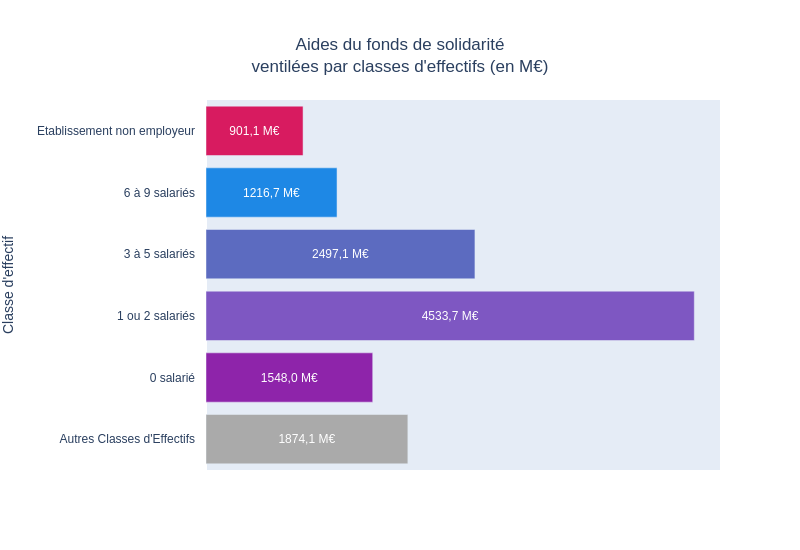 Aides du fonds de solidarité
ventilées par classes d'effectifs (en M€)
Classe d'effectif
Etablissement non employeur
901,1 M€
6 à 9 salariés
1216,7 M€
3 à 5 salariés
2497,1 M€
1 ou 2 salariés
4533,7 M€
0 salarié
1548,0 M€
Autres Classes d'Effectifs
1874,1 M€